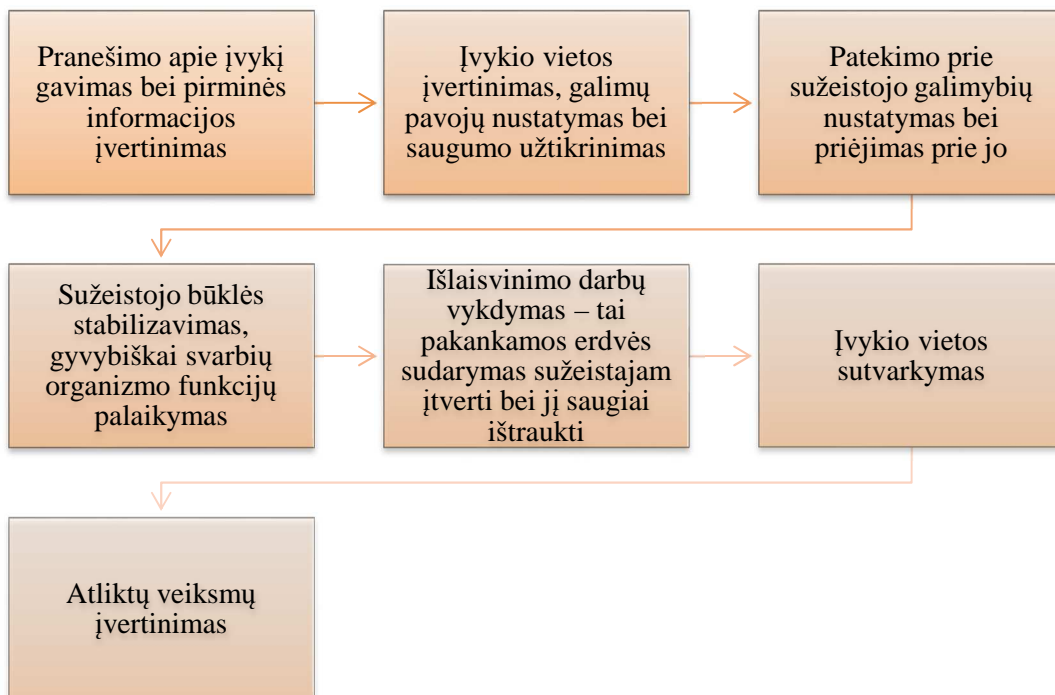 Pranešimo apie įvykį
gavimas bei pirminės
informacijos
įvertinimas
Įvykio vietos
įvertinimas, galimų
pavojų nustatymas bei
saugumo užtikrinimas
Patekimo prie
sužeistojo galimybių
nustatymas bei
priėjimas prie jo
Sužeistojo būklės
stabilizavimas,
gyvybiškai svarbių
organizmo funkcijų
palaikymas
Išlaisvinimo darbų
vykdymas – tai
pakankamos erdvės
sudarymas sužeistajam
įtverti bei jį saugiai
ištraukti
Įvykio vietos
sutvarkymas
Atliktų veiksmų
įvertinimas